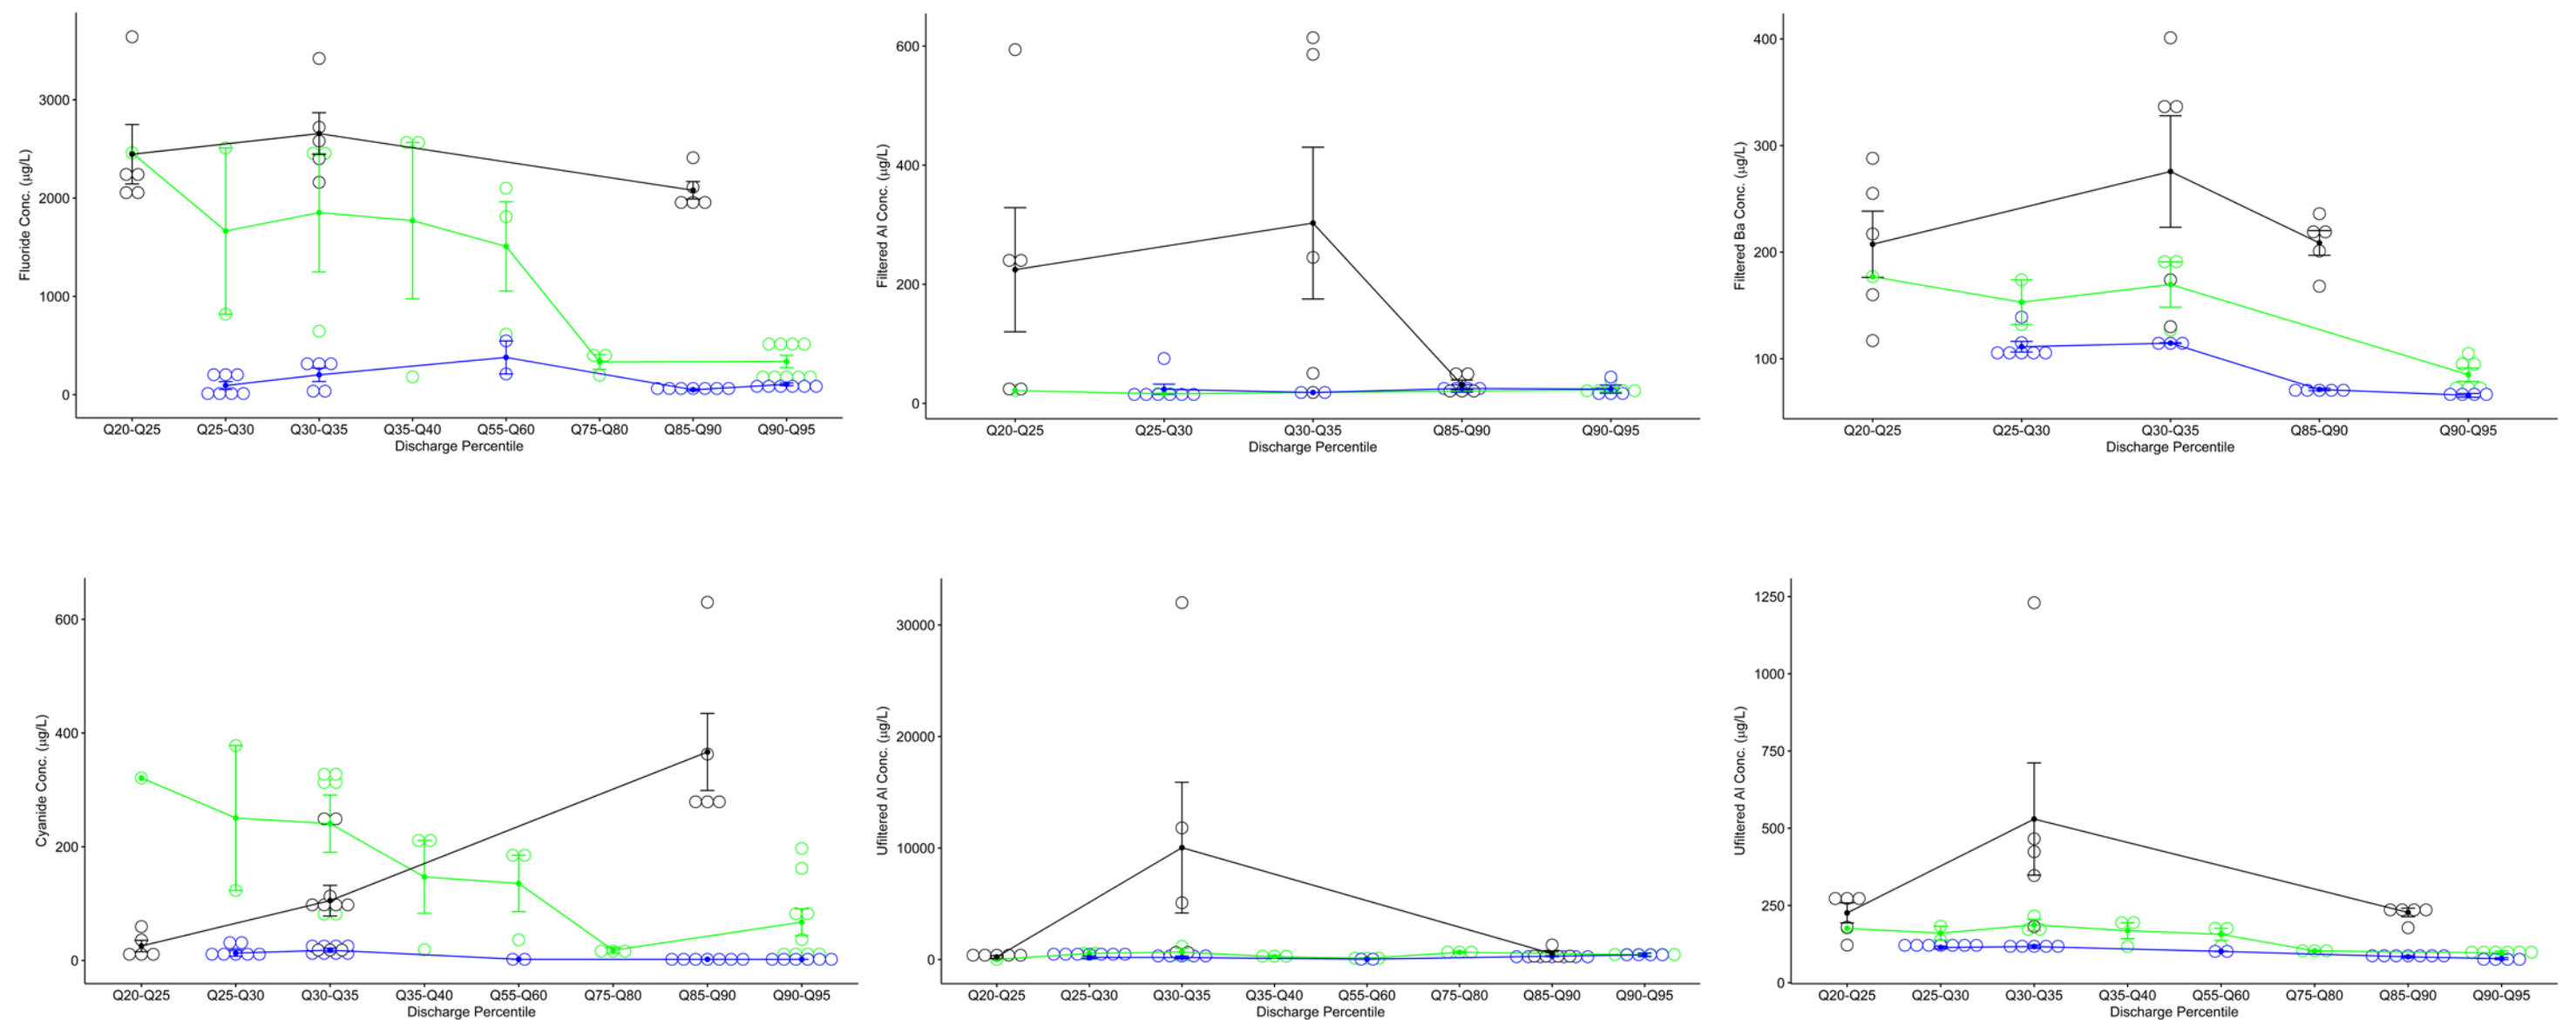 Fluoride Conc. (µg/L)
3000
2000
1000
0
Q20-Q25 Q25-Q30 Q30-Q35 Q35-Q40 Q55-Q60 Q75-Q80 Q85-Q90 Q90-Q95
Discharge Percentile
Filtered Al Conc. (µg/L)
600
400
200
0
Q20-Q25 Q25-Q30 Q30-Q35 Q85-Q90 Q90-Q95
Discharge Percentile
Filtered Ba Conc. (µg/L)
400
300
200
100
Q20-Q25 Q25-Q30 Q30-Q35 Q85-Q90 Q90-Q95
Discharge Percentile
Cyanide Conc. (µg/L)
600
400
200
0
Q20-Q25 Q25-Q30 Q30-Q35 Q35-Q40 Q55-Q60 Q75-Q80 Q85-Q90 Q90-Q95
Discharge Percentile
Ufiltered Al Conc. (µg/L)
30000
20000
10000
0
Q20-Q25 Q25-Q30 Q30-Q35 Q35-Q40 Q55-Q60 Q75-Q80 Q85-Q90 Q90-Q95
Discharge Percentile
Ufiltered Al Conc. (µg/L)
1250
1000
750
500
250
0
Q20-Q25 Q25-Q30 Q30-Q35 Q35-Q40 Q55-Q60 Q75-Q80 Q85-Q90 Q90-Q95
Discharge Percentile